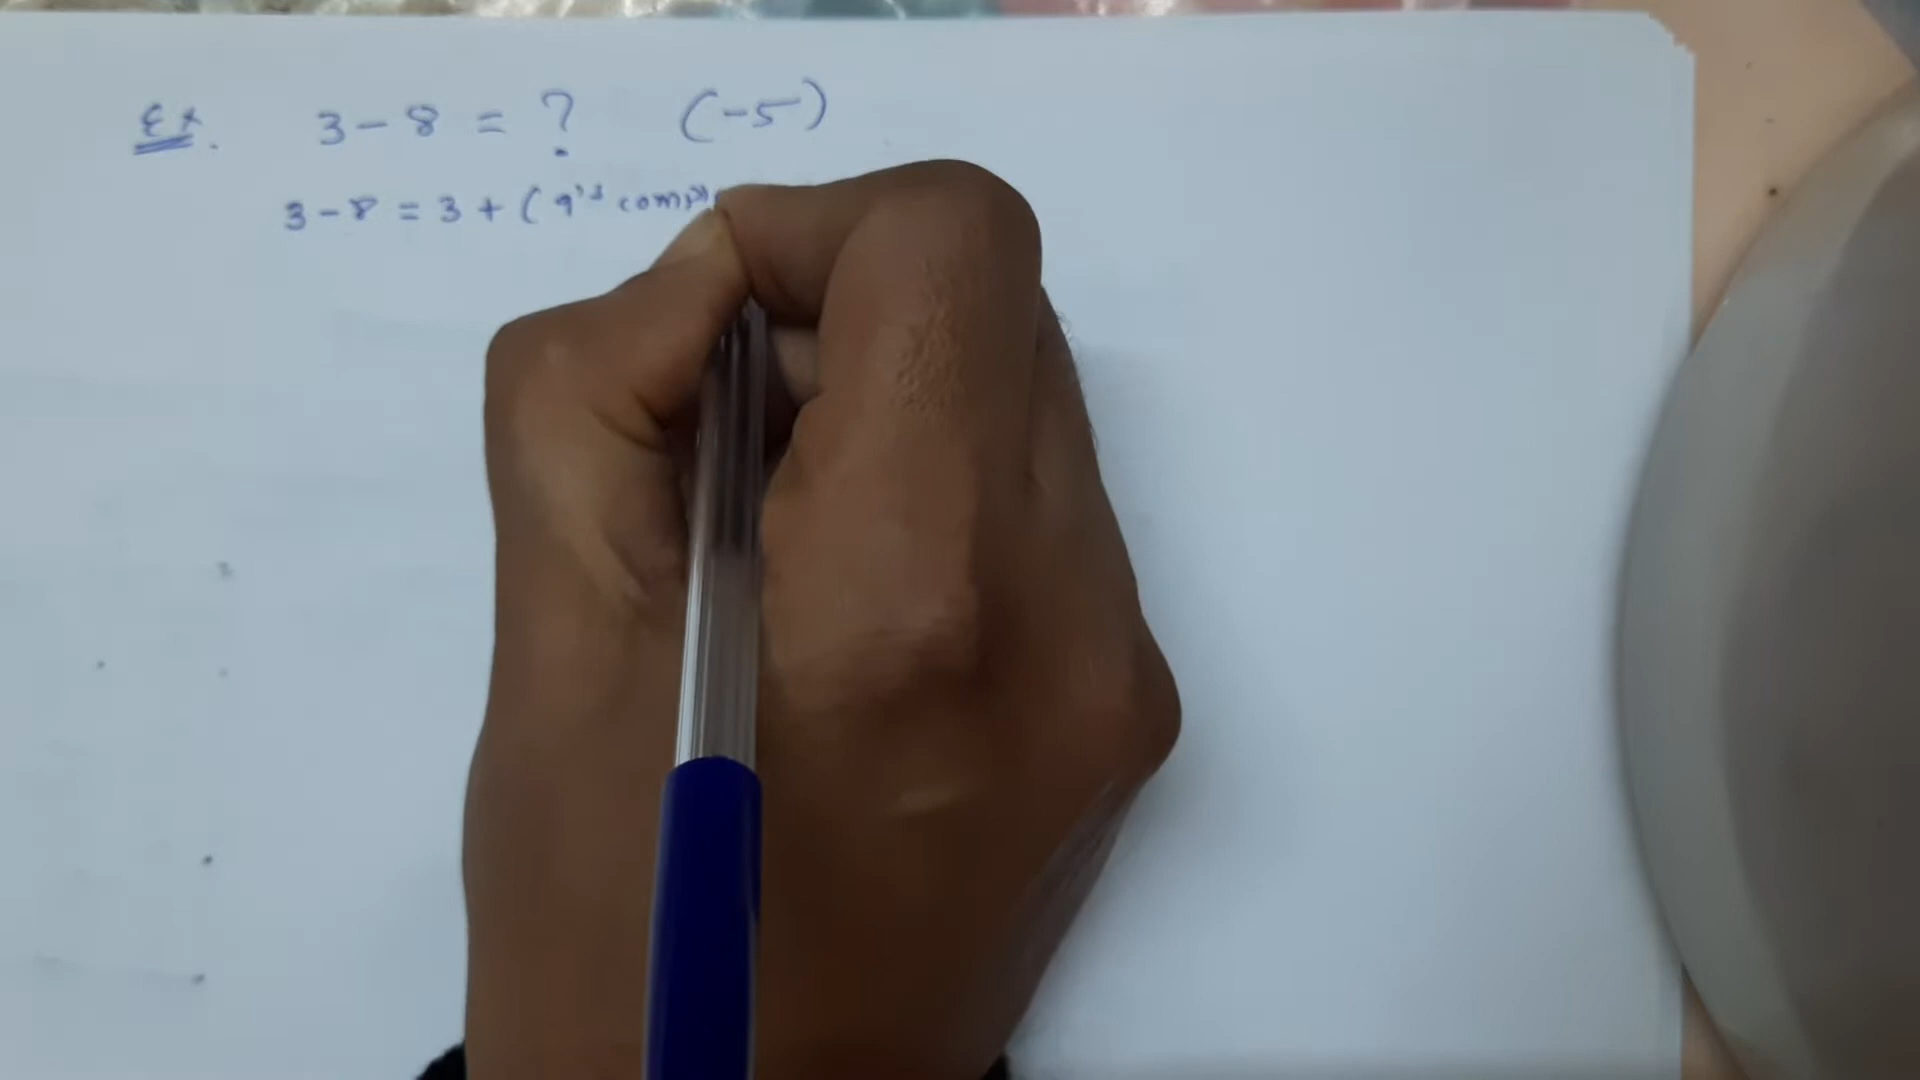 Ex. 3 - 8 = ? (-5)
3 - 8 = 3 + (9's comp